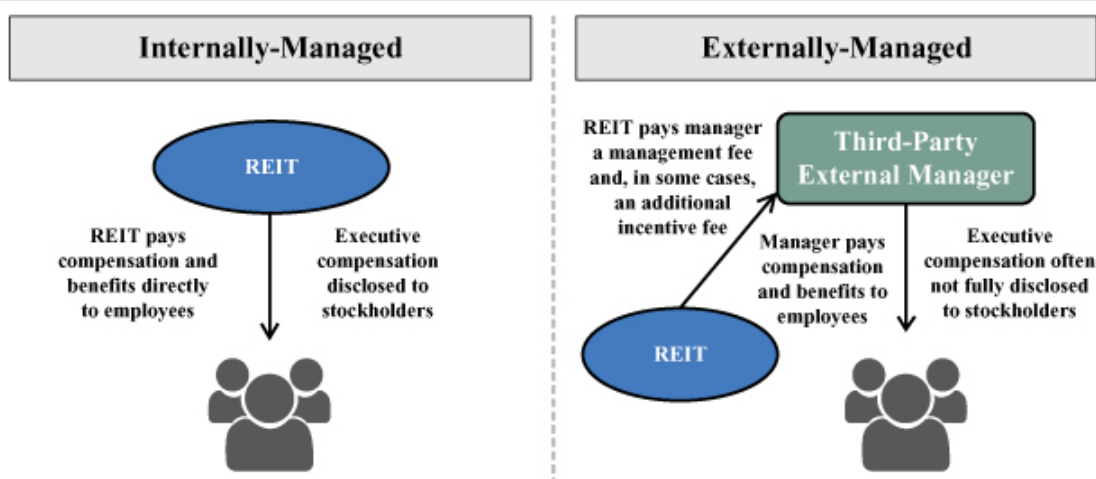 Internally-Managed
REIT
REIT pays
compensation and
benefits directly
to employees
Executive
compensation
disclosed to
stockholders
Externally-Managed
REIT pays manager
a management fee
and, in some cases,
an additional
incentive fee
Third-Party
External Manager
Manager pays
compensation
and benefits to
employees
Executive
compensation often
not fully disclosed
to stockholders
REIT